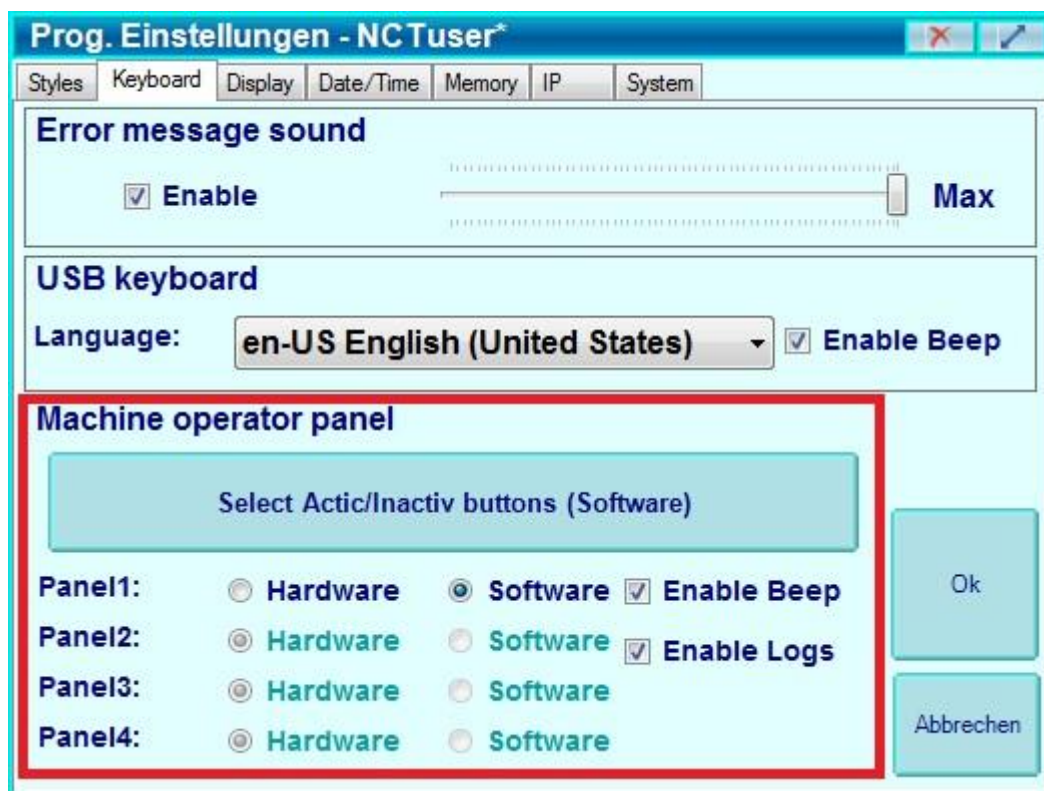 Prog. Einstellungen - NCTuser*
Styles Keyboard Display Date/Time Memory IP System
Error message sound
Enable Max
USB keyboard
Language: en-US English (United States) Enable Beep
Machine operator panel
Select Actic/Inactiv buttons (Software)
Panel1: Hardware Software Enable Beep
Panel2: Hardware Software Enable Logs
Panel3: Hardware Software
Panel4: Hardware Software
Ok
Abbrechen